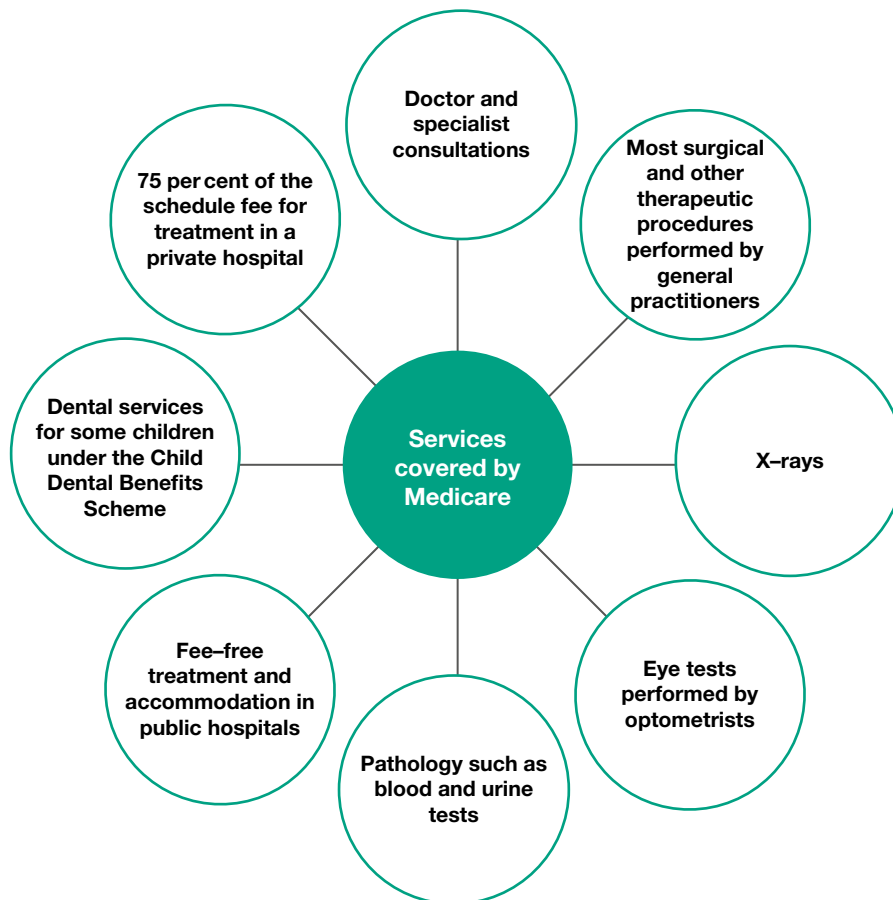 Services
covered by
Medicare
Doctor and
specialist
consultations
Most surgical
and other
therapeutic
procedures
performed by
general
practitioners
X–rays
Eye tests
performed by
optometrists
Pathology such as
blood and urine
tests
Fee–free
treatment and
accommodation in
public hospitals
Dental services
for some children
under the Child
Dental Benefits
Scheme
75 per cent of the
schedule fee for
treatment in a
private hospital